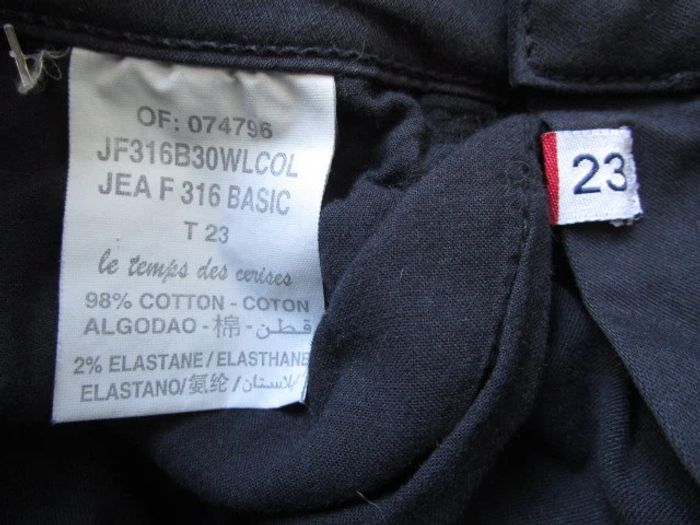 OF: 074796
JF316B30WLCOL
JEA F 316 BASIC
T 23
le temps des cerises
98% COTTON - COTON
ALGODAO - 棉 - قطن
2% ELASTANE / ELASTHANE
ELASTANO/氨纶/إيلاستان
23